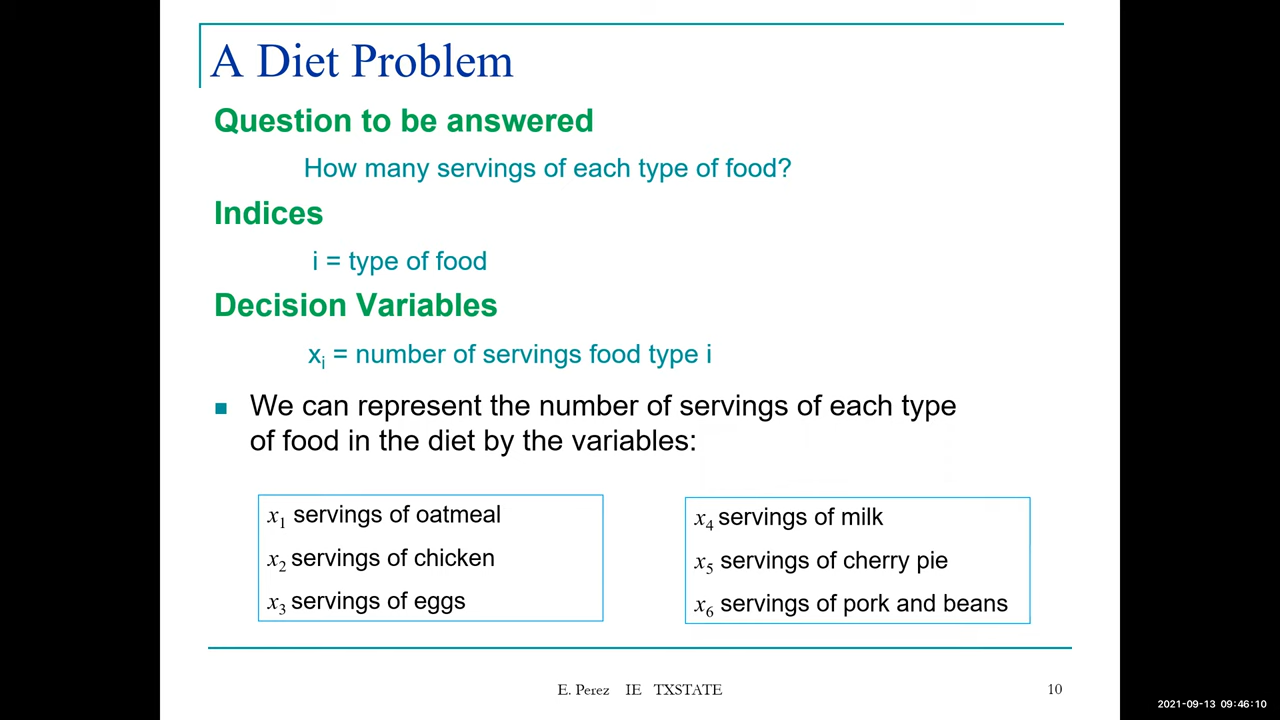 A Diet Problem
Question to be answered
How many servings of each type of food?
Indices
i = type of food
Decision Variables
xᵢ = number of servings food type i
We can represent the number of servings of each type
of food in the diet by the variables:
x₁ servings of oatmeal
x₂ servings of chicken
x₃ servings of eggs
x₄ servings of milk
x₅ servings of cherry pie
x₆ servings of pork and beans
E. Perez IE TXSTATE
10
2021-09-13 09:46:10